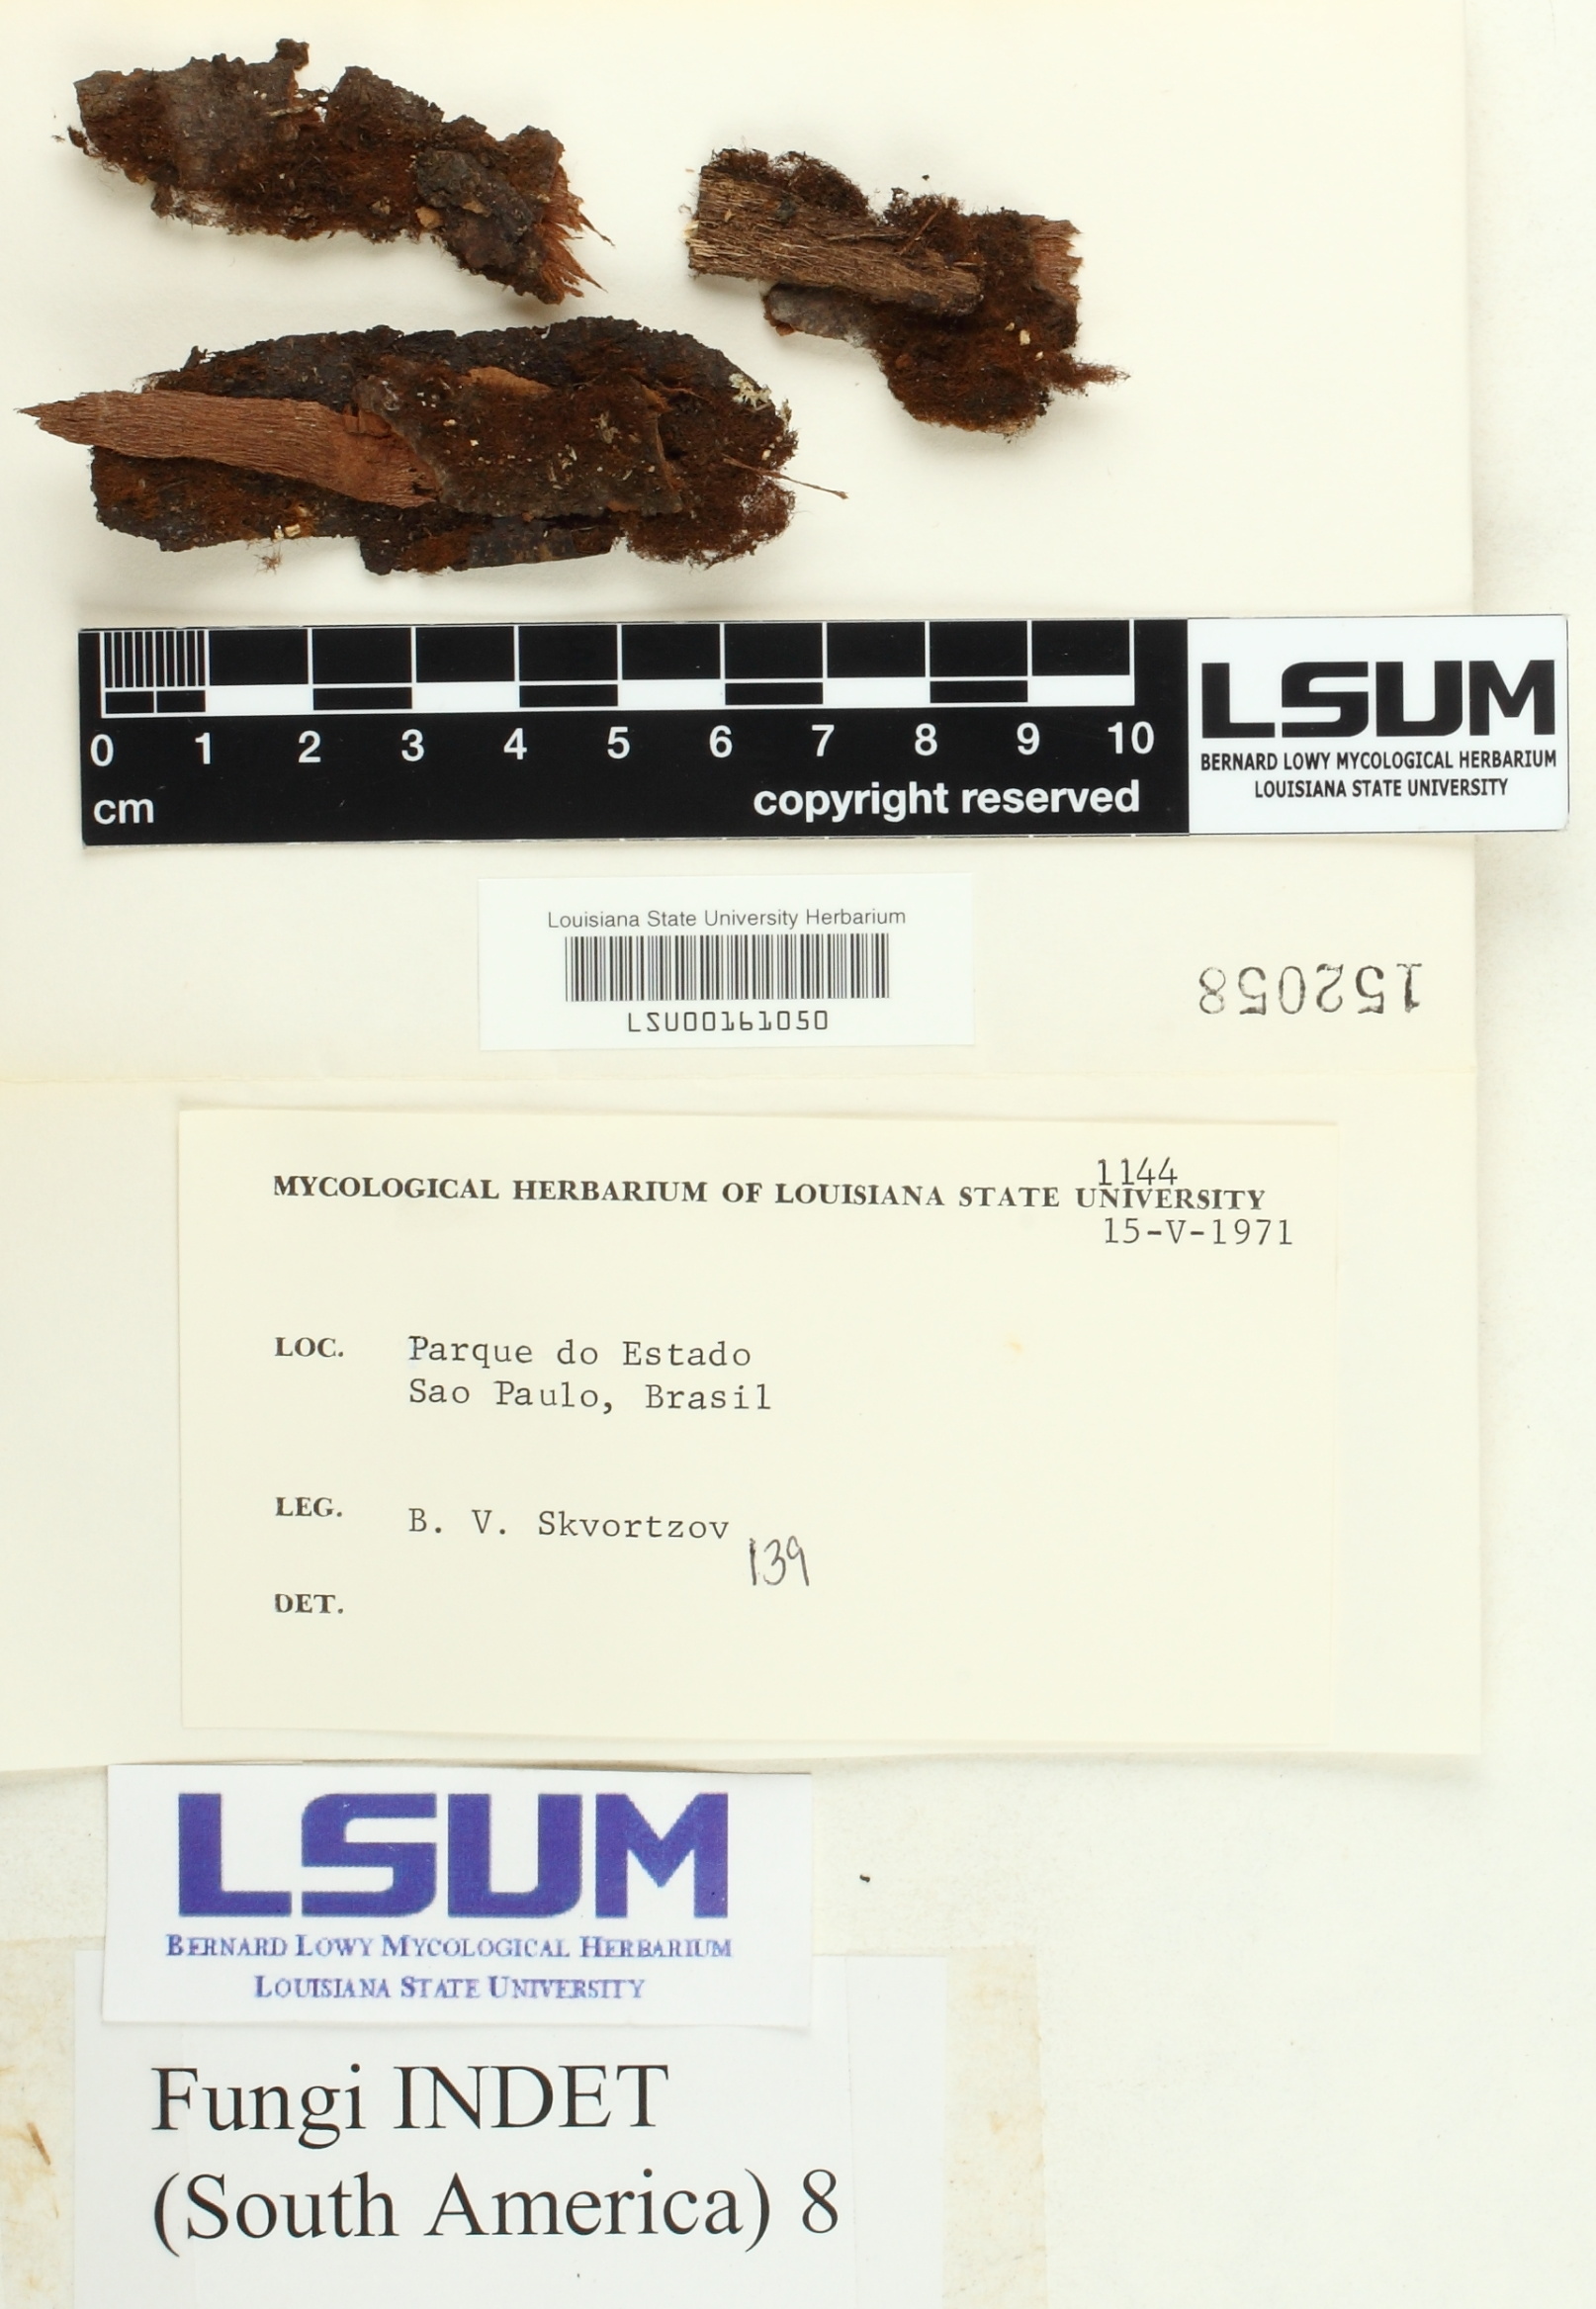 0 1 2 3 4 5 6 7 8 9 10
cm
copyright reserved
LSUM
BERNARD LOWY MYCOLOGICAL HERBARIUM
LOUISIANA STATE UNIVERSITY
Louisiana State University Herbarium
LSU00161050
152058
1144
MYCOLOGICAL HERBARIUM OF LOUISIANA STATE UNIVERSITY
15-V-1971
LOC. Parque do Estado
Sao Paulo, Brasil
LEG. B. V. Skvortzov
139
DET.
LSUM
BERNARD LOWY MYCOLOGICAL HERBARIUM
LOUISIANA STATE UNIVERSITY
Fungi INDET
(South America) 8